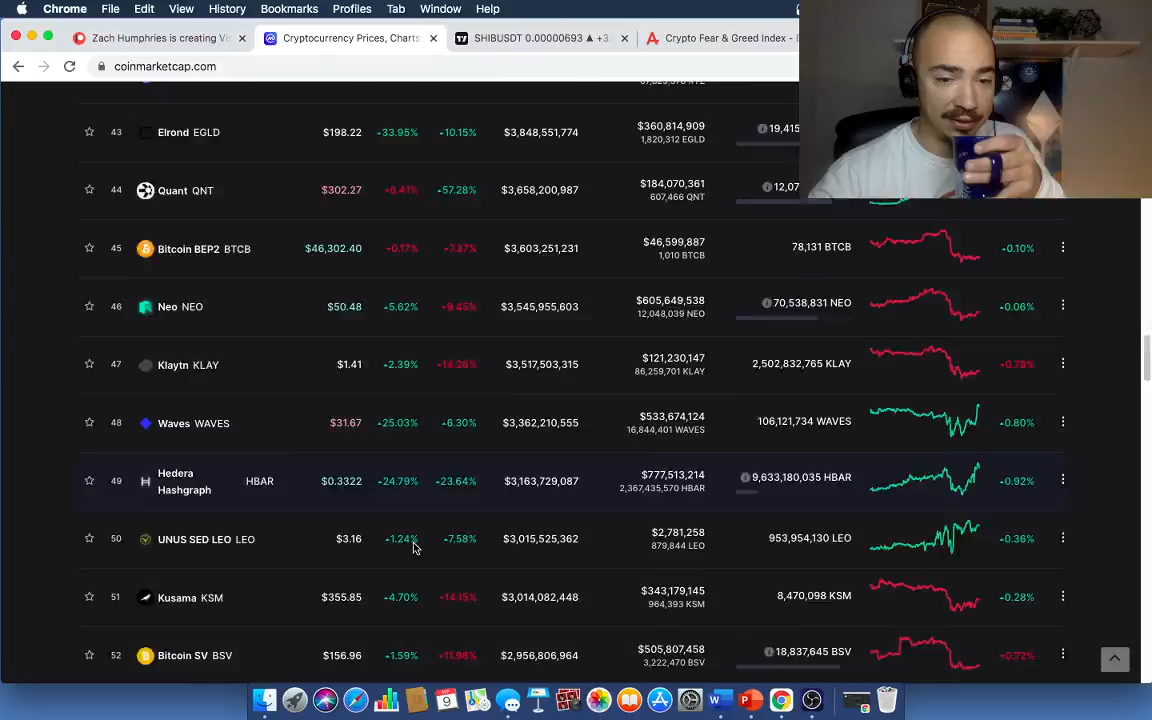 Chrome File Edit View History Bookmarks Profiles Tab Window Help
Zach Humphries is creating Vi
Cryptocurrency Prices, Charts
SHIBUSDT 0.00000693 ▲ +3.
Crypto Fear & Greed Index -
coinmarketcap.com
43 Elrond EGLD $198.22 33.95% 10.15% $3,848,551,774 $360,814,909 19,415
1,820,312 EGLD
44 Quant QNT $302.27 6.41% 57.28% $3,658,200,987 $184,070,361 12,07
607,466 QNT
45 Bitcoin BEP2 BTCB $46,302.40 0.17% 7.37% $3,603,251,231 $46,599,887 78,131 BTCB 0.10%
1,010 BTCB
46 Neo NEO $50.48 5.62% 9.45% $3,545,955,603 $605,649,538 70,538,831 NEO 0.06%
12,048,039 NEO
47 Klaytn KLAY $1.41 2.39% $3,517,503,315 $121,230,147 2,502,832,765 KLAY 0.79%
86,259,701 KLAY
48 Waves WAVES $31.67 25.03% 6.30% $3,362,210,555 $533,674,124 106,121,734 WAVES 0.80%
16,844,401 WAVES
49 Hedera Hashgraph HBAR $0.3322 24.79% 23.64% $3,163,729,087 $777,513,214 9,633,180,035 HBAR 0.92%
2,367,435,570 HBAR
50 UNUS SED LEO LEO $3.16 1.24% 7.58% $3,015,525,362 $2,781,258 953,954,130 LEO 0.36%
879,844 LEO
51 Kusama KSM $355.85 4.70% 14.15% $3,014,082,448 $343,179,145 8,470,098 KSM 0.28%
964,393 KSM
52 Bitcoin SV BSV $156.96 1.59% 11.98% $2,956,806,964 $505,807,458 18,837,645 BSV 0.72%
3,222,470 BSV